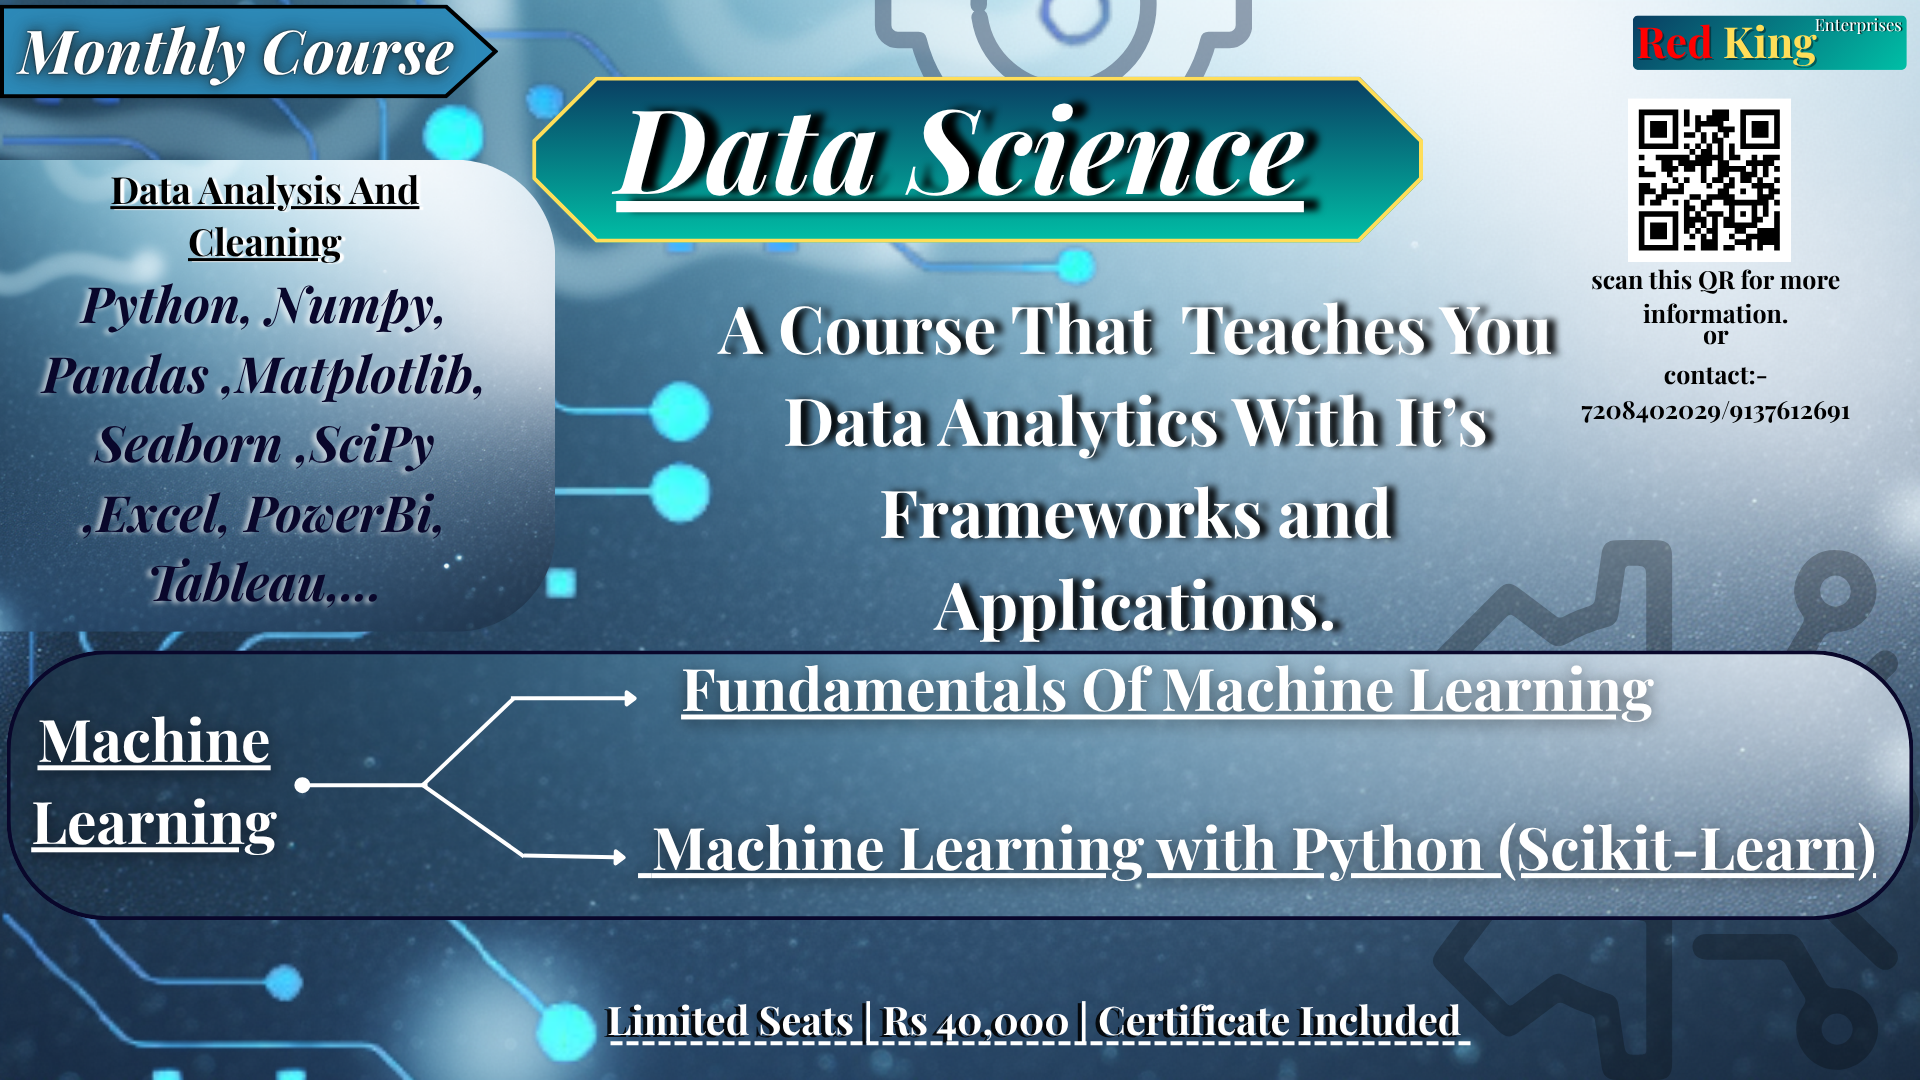 Monthly Course
Red King Enterprises
Data Science
Data Analysis And
Cleaning
Python, Numpy,
Pandas ,Matplotlib,
Seaborn ,SciPy
,Excel, PowerBi,
Tableau,...
scan this QR for more
information.
or
contact:-
7208402029/9137612691
A Course That Teaches You
Data Analytics With It’s
Frameworks and
Applications.
Machine
Learning
Fundamentals Of Machine Learning
Machine Learning with Python (Scikit-Learn)
Limited Seats | Rs 40,000 | Certificate Included